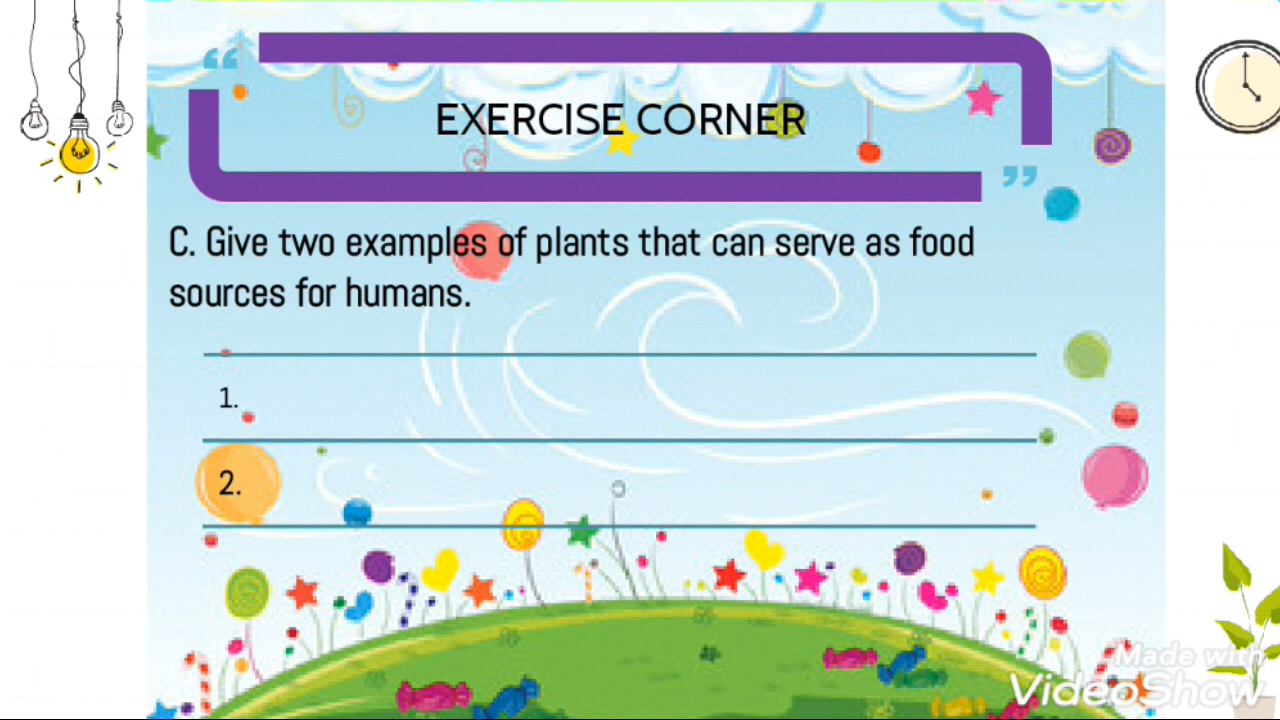 “
EXERCISE CORNER
”
C. Give two examples of plants that can serve as food
sources for humans.
1.
2.
Made with
VideoShow